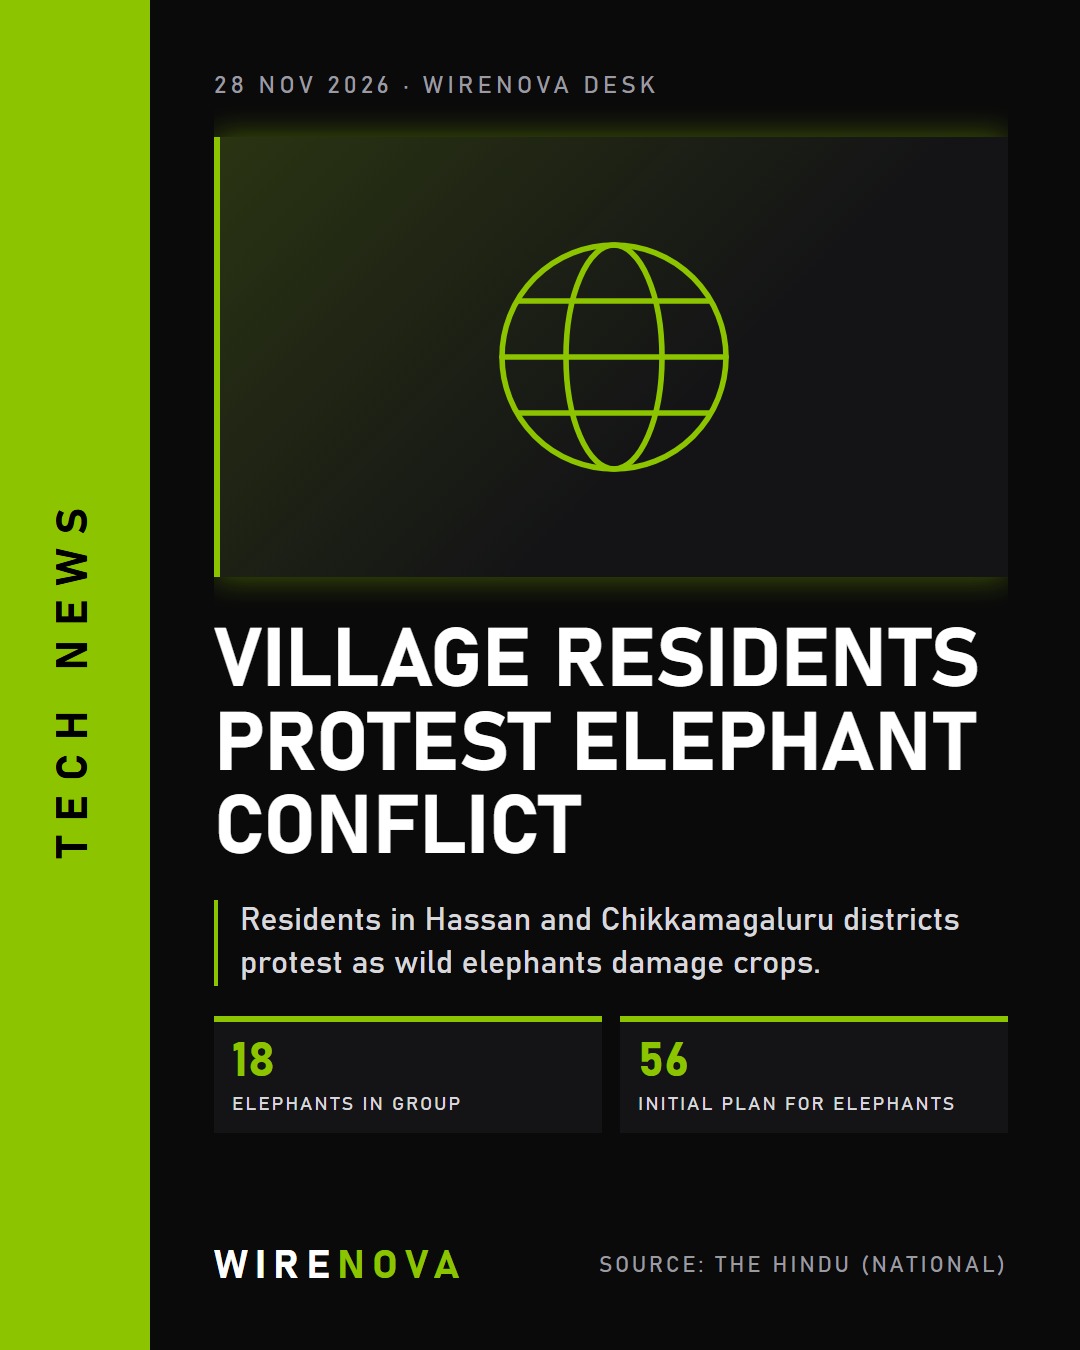 TECH NEWS
28 NOV 2026 · WIRENOVA DESK
VILLAGE RESIDENTS
PROTEST ELEPHANT
CONFLICT
Residents in Hassan and Chikkamagaluru districts
protest as wild elephants damage crops.
18
ELEPHANTS IN GROUP
56
INITIAL PLAN FOR ELEPHANTS
WIRENOVA
SOURCE: THE HINDU (NATIONAL)